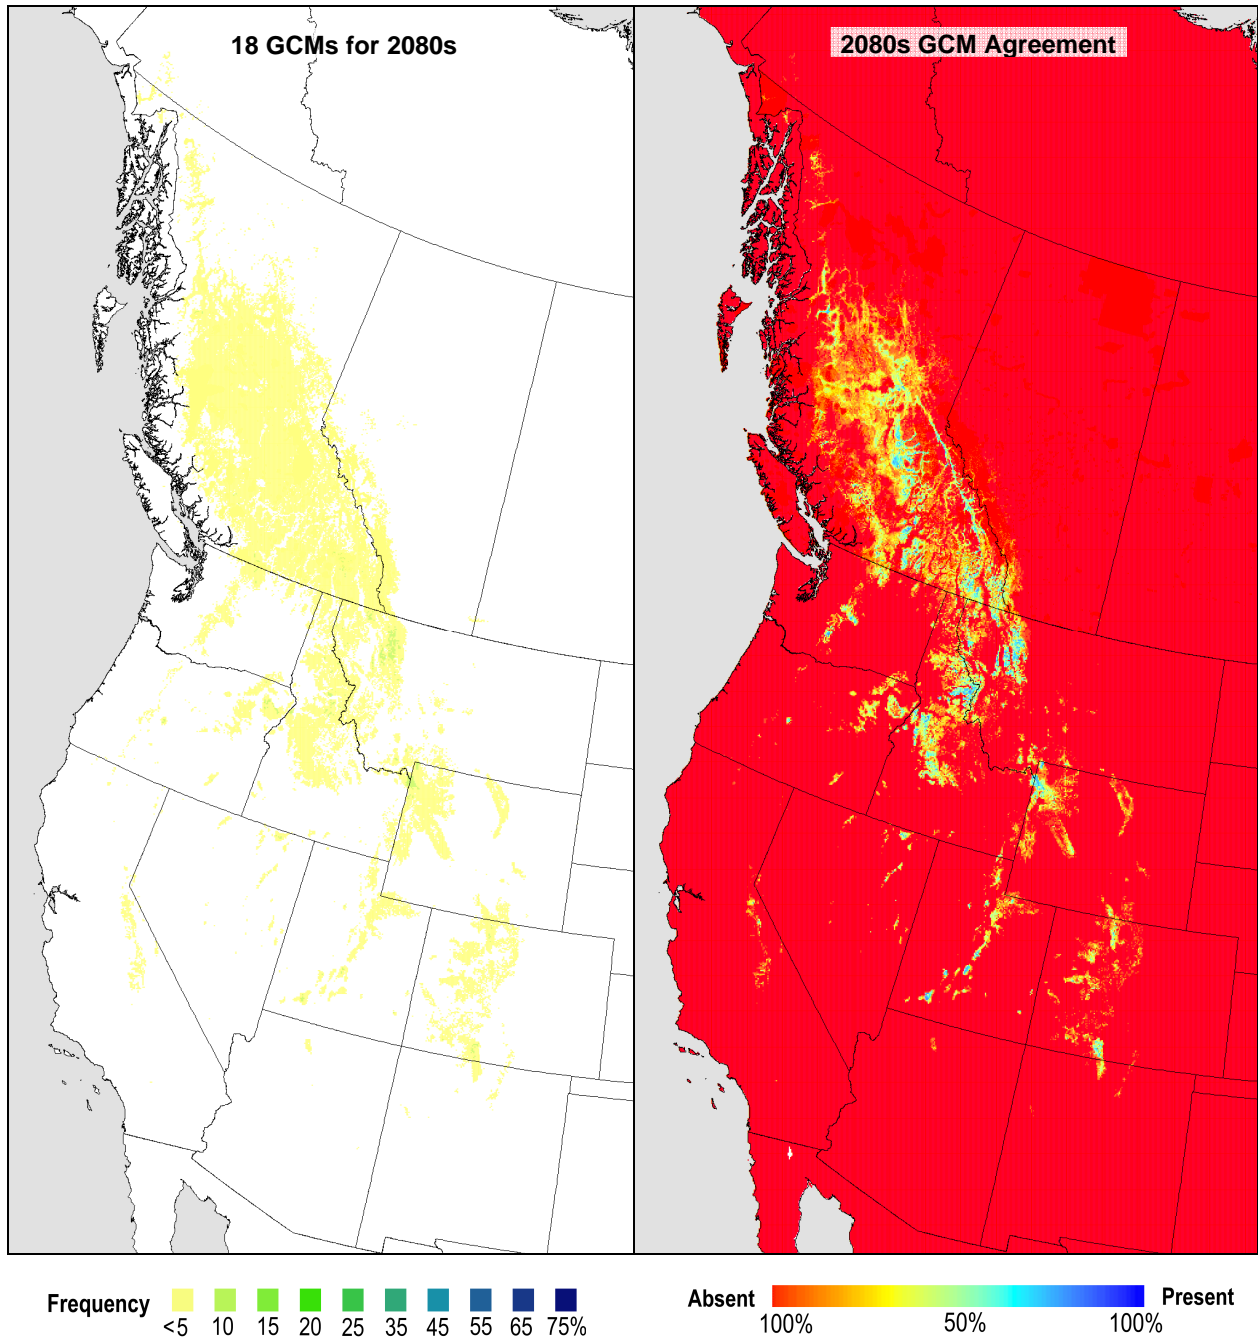 18 GCMs for 2080s
2080s GCM Agreement
Frequency
<5 10 15 20 25 35 45 55 65 75%
Absent Present
100% 50% 100%